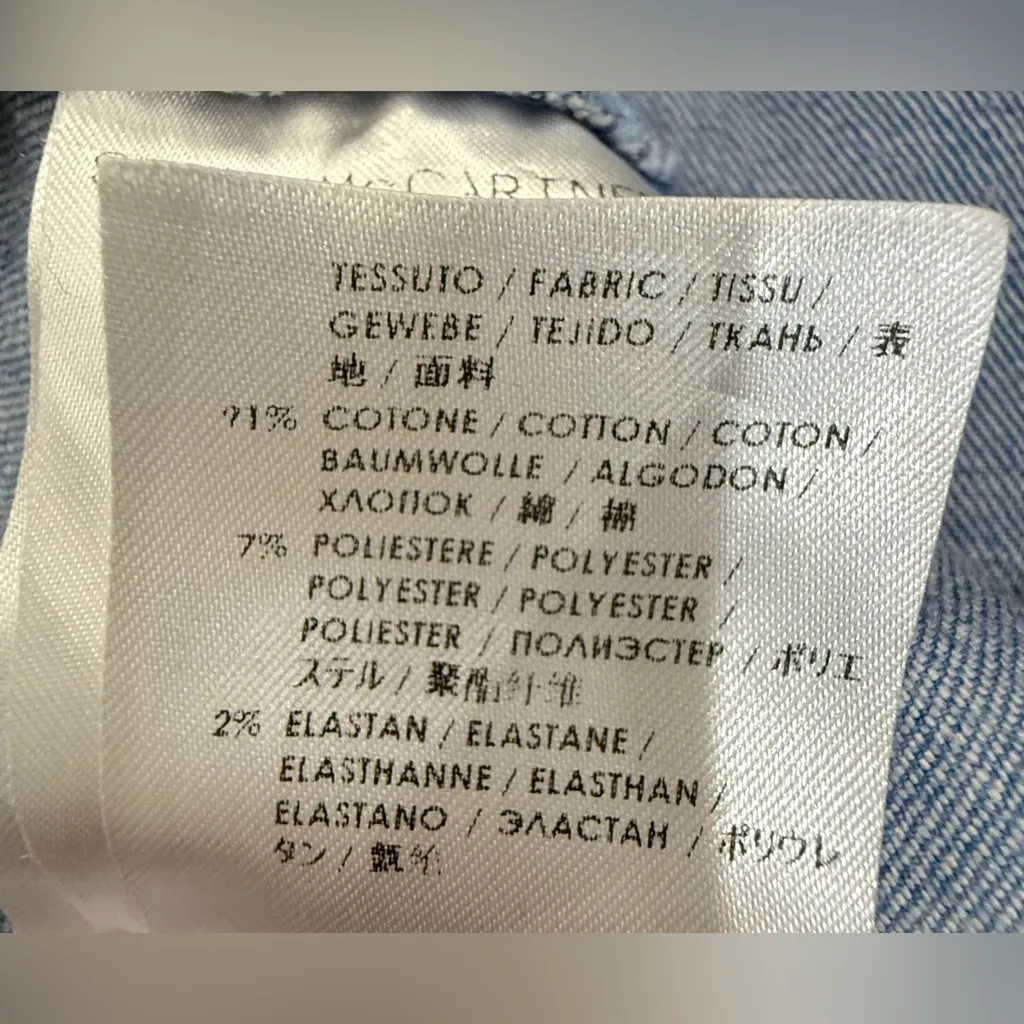 McCARTNEY
TESSUTO / FABRIC / TISSU /
GEWEBE / TEJIDO / ТКАНЬ / 表
地 / 面料
91% COTONE / COTTON / COTON /
BAUMWOLLE / ALGODON /
ХЛОПОК / 綿 / 棉
7% POLIESTERE / POLYESTER /
POLYESTER / POLYESTER /
POLIESTER / ПОЛИЭСТЕР / ポリエ
ステル / 聚酯纤维
2% ELASTAN / ELASTANE /
ELASTHANNE / ELASTHAN /
ELASTANO / ЭЛАСТАН / ポリウレ
タン /